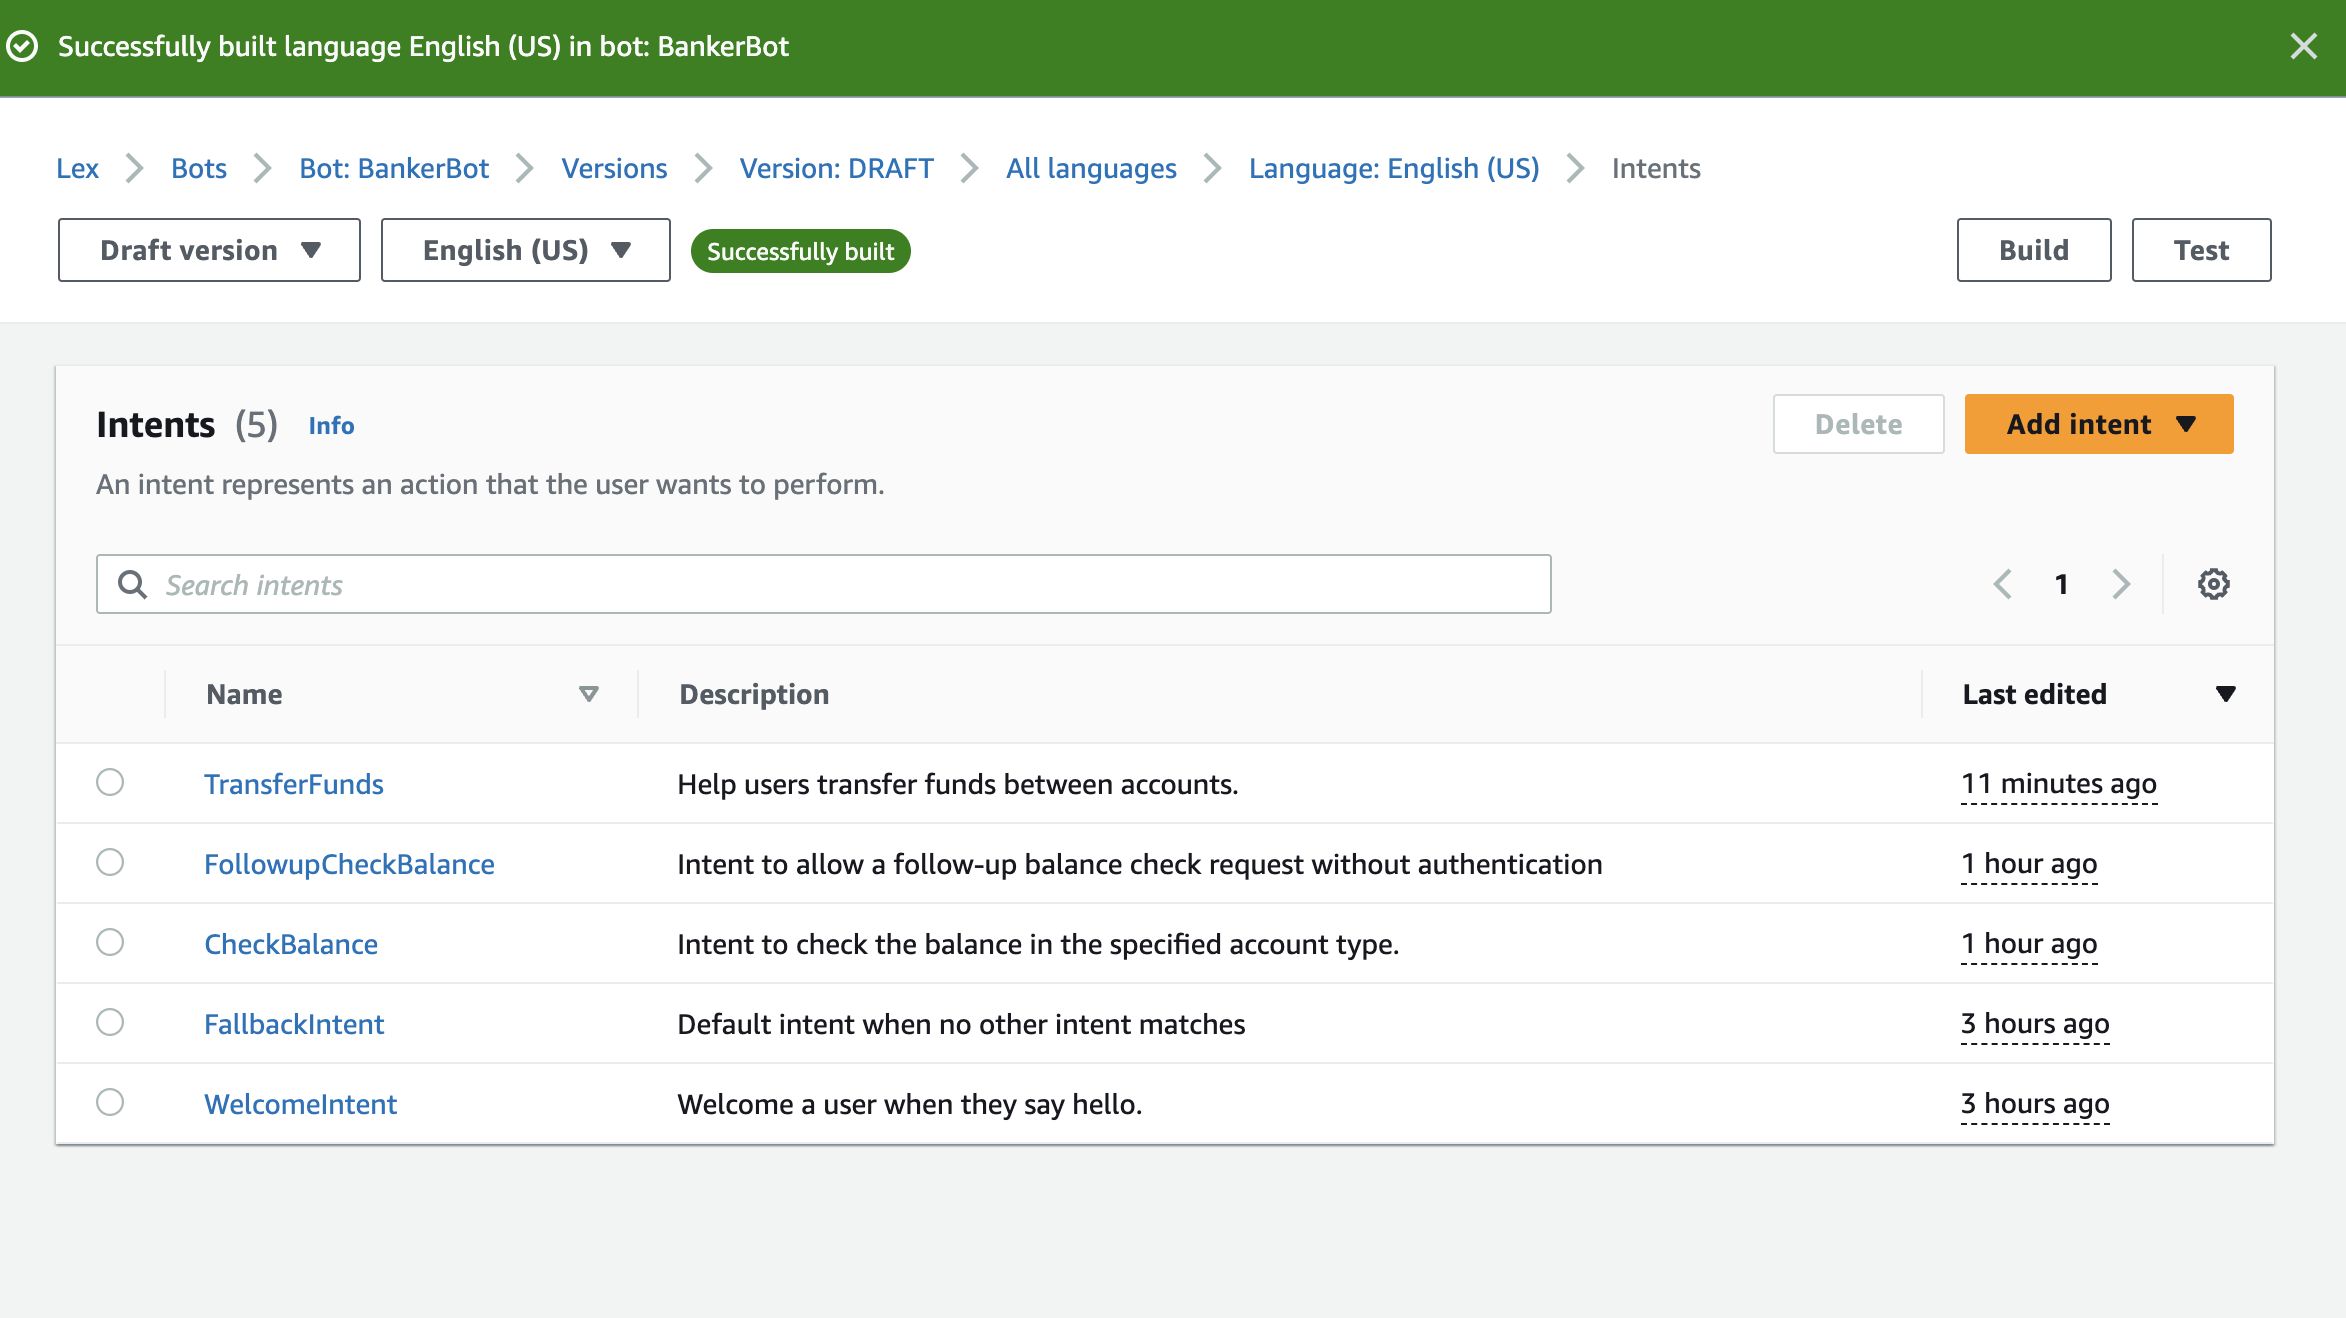 Successfully built language English (US) in bot: BankerBot
Lex Bots Bot: BankerBot Versions Version: DRAFT All languages Language: English (US) Intents
Draft version English (US) Successfully built Build Test
Intents (5) Info Delete Add intent
An intent represents an action that the user wants to perform.
Search intents 1
Name Description Last edited
TransferFunds Help users transfer funds between accounts. 11 minutes ago
FollowupCheckBalance Intent to allow a follow-up balance check request without authentication 1 hour ago
CheckBalance Intent to check the balance in the specified account type. 1 hour ago
FallbackIntent Default intent when no other intent matches 3 hours ago
WelcomeIntent Welcome a user when they say hello. 3 hours ago